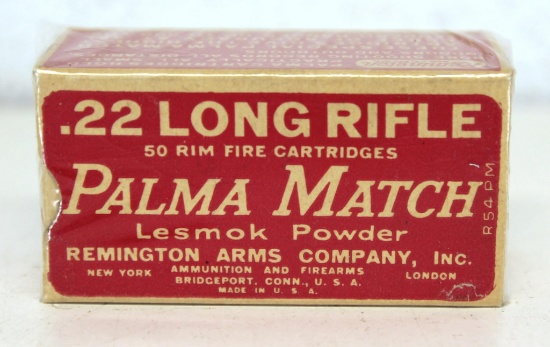 .22 LONG RIFLE
50 RIM FIRE CARTRIDGES
PALMA MATCH
Lesmok Powder
REMINGTON ARMS COMPANY, INC.
NEW YORK AMMUNITION AND FIREARMS LONDON
BRIDGEPORT, CONN., U. S. A.
MADE IN U. S. A.
R54PM